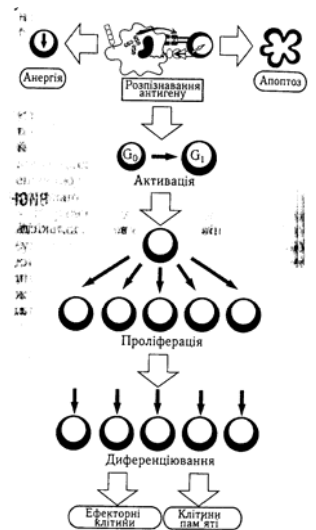 Анергія
Розпізнавання
антигену
Апоптоз
G₀
G₁
Активація
Проліферація
Диференціювання
Ефекторні
клітини
Клітини
пам яті